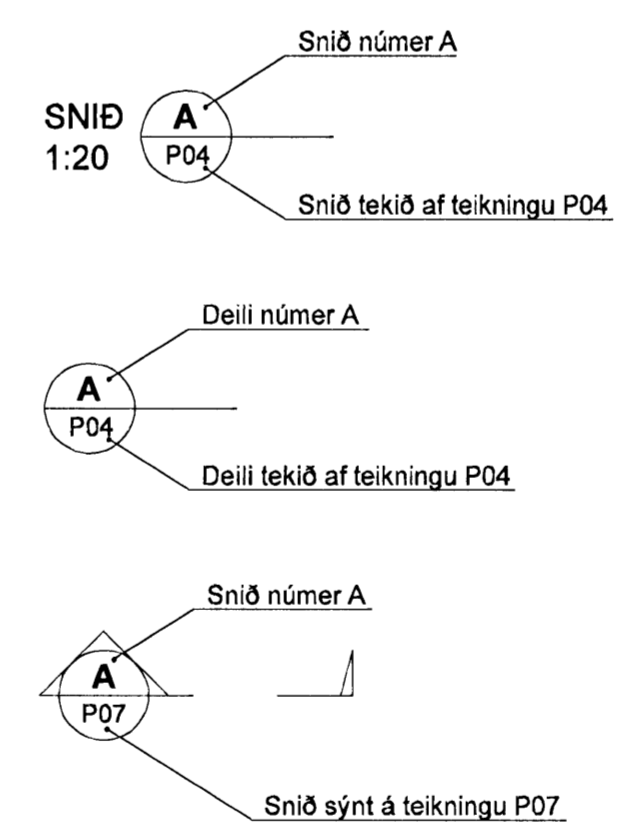 Snið númer A
SNIÐ
1:20
A
P04
Snið tekið af teikningu P04
Deili númer A
A
P04
Deili tekið af teikningu P04
Snið númer A
A
P07
Snið sýnt á teikningu P07